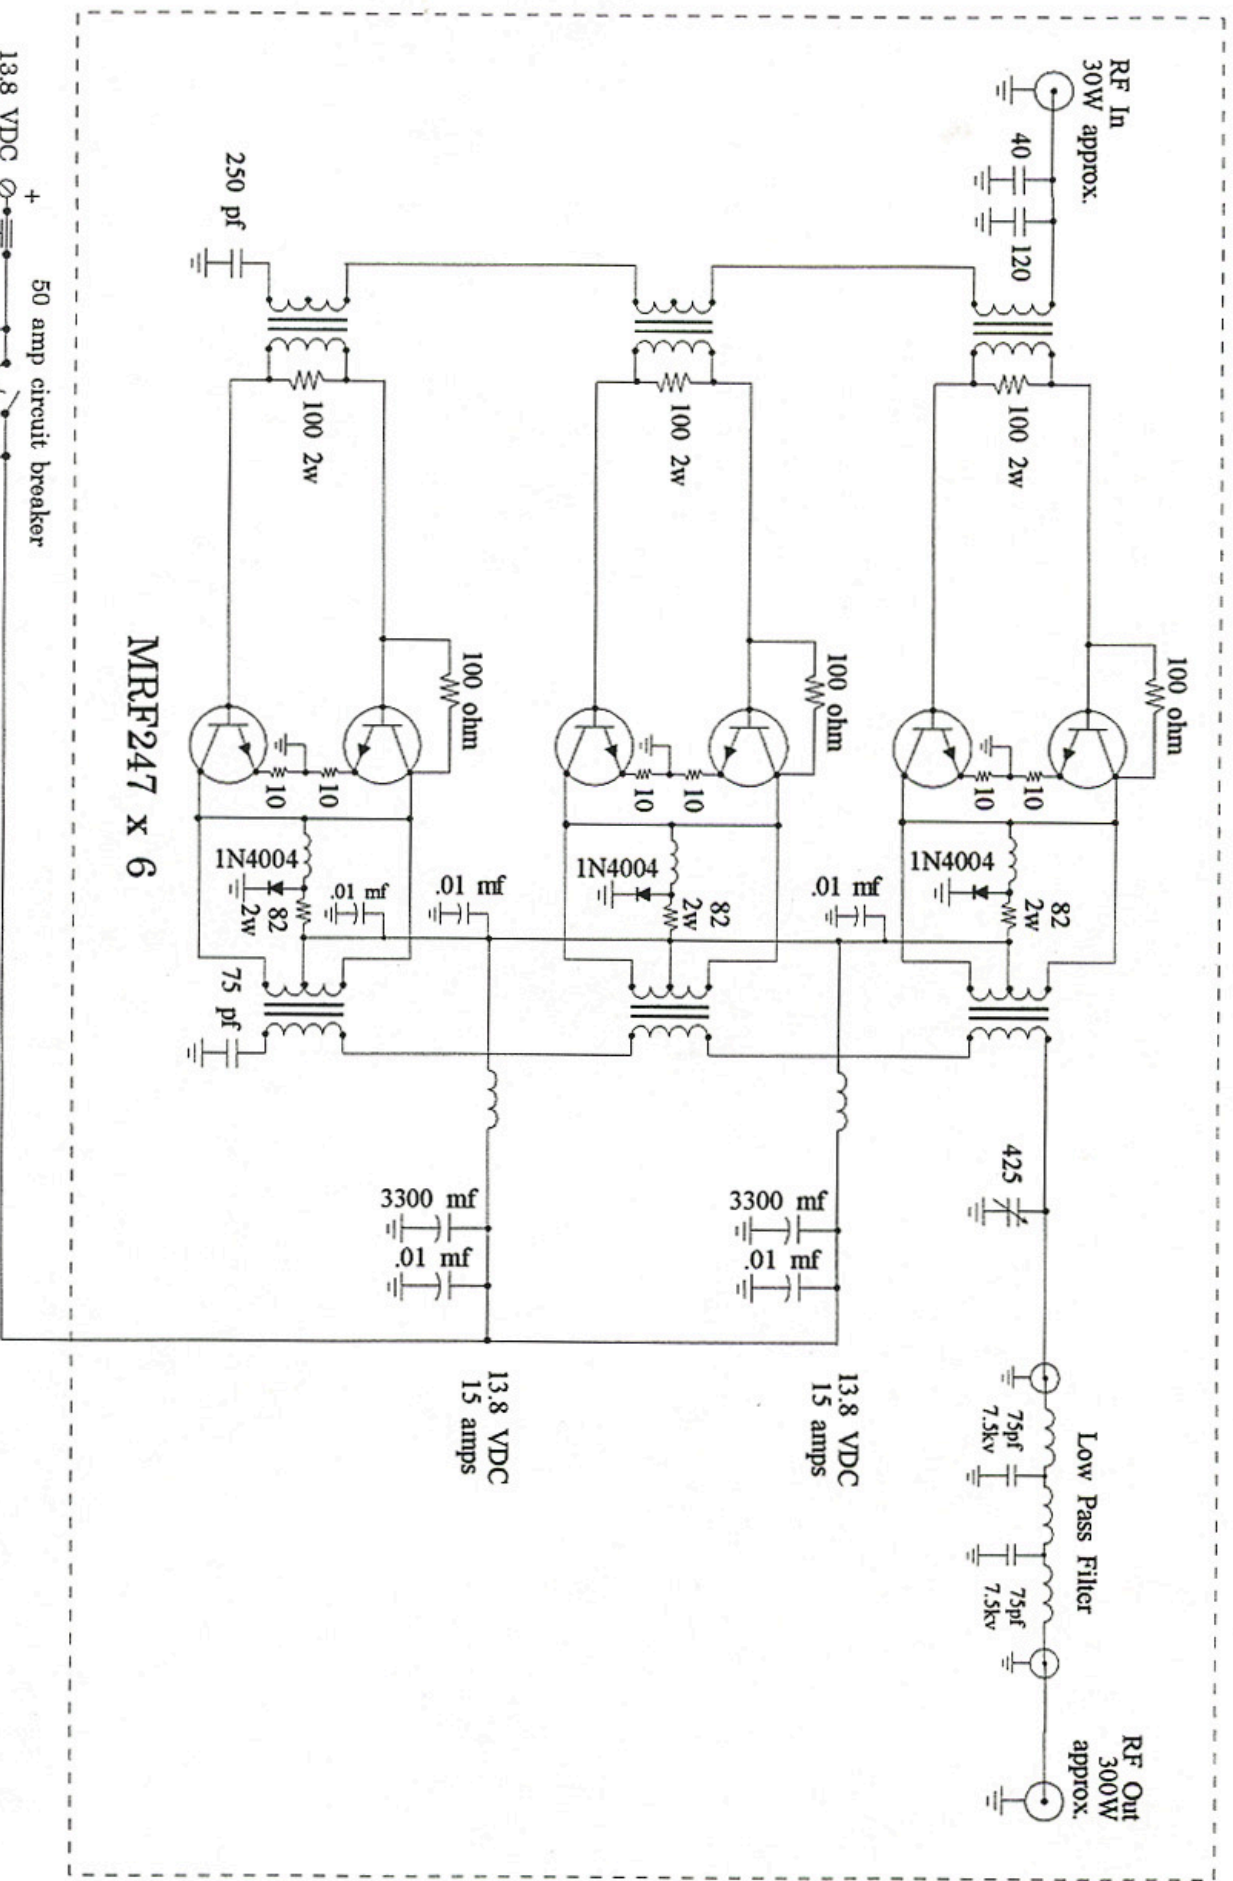 RF In
30W approx.
40
120
100 2w
100 ohm
10
10
1N4004
82
2w
.01 mf
425
75pf
7.5kv
Low Pass Filter
75pf
7.5kv
RF Out
300W
approx.
100 2w
100 ohm
10
10
1N4004
82
2w
3300 mf
.01 mf
13.8 VDC
15 amps
250 pf
100 2w
100 ohm
10
10
1N4004
82
2w
.01 mf
.01 mf
75 pf
3300 mf
.01 mf
13.8 VDC
15 amps
MRF247 x 6
+
50 amp circuit breaker
13.8 VDC